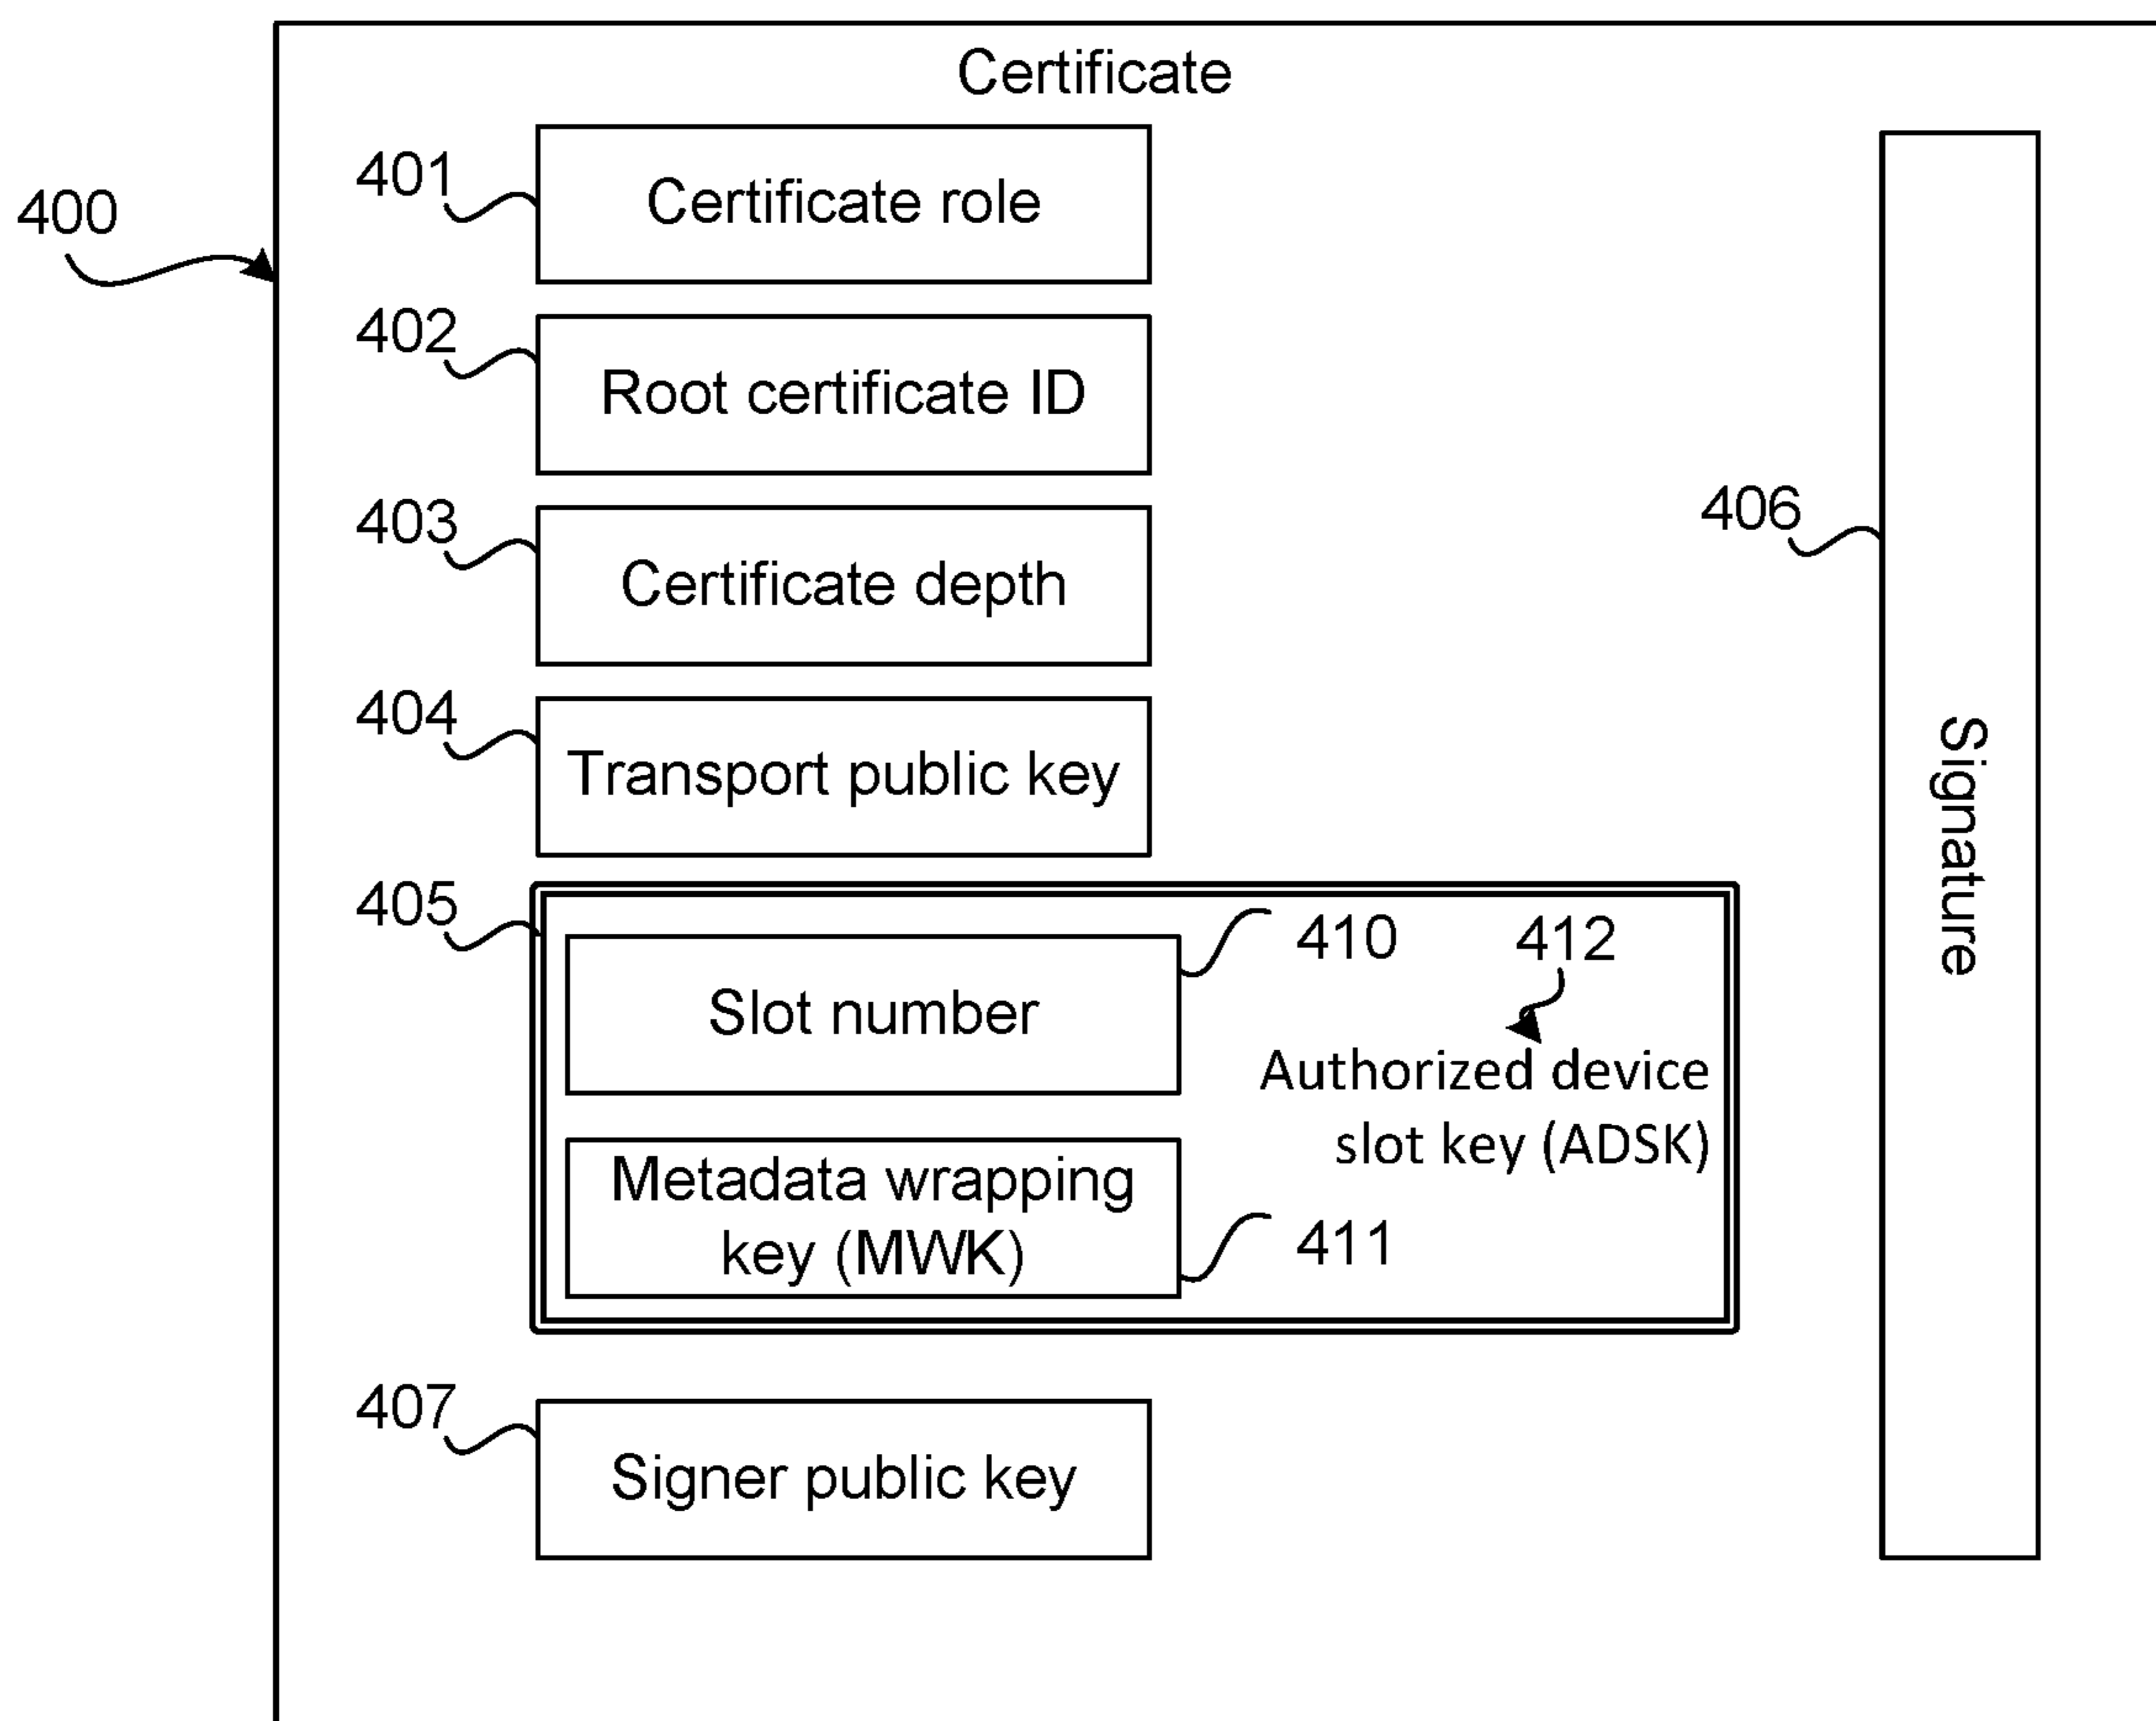 Certificate
400
401
Certificate role
402
Root certificate ID
403
Certificate depth
406
404
Transport public key
Signature
405
410
412
Slot number
Authorized device
slot key (ADSK)
Metadata wrapping
key (MWK)
411
407
Signer public key